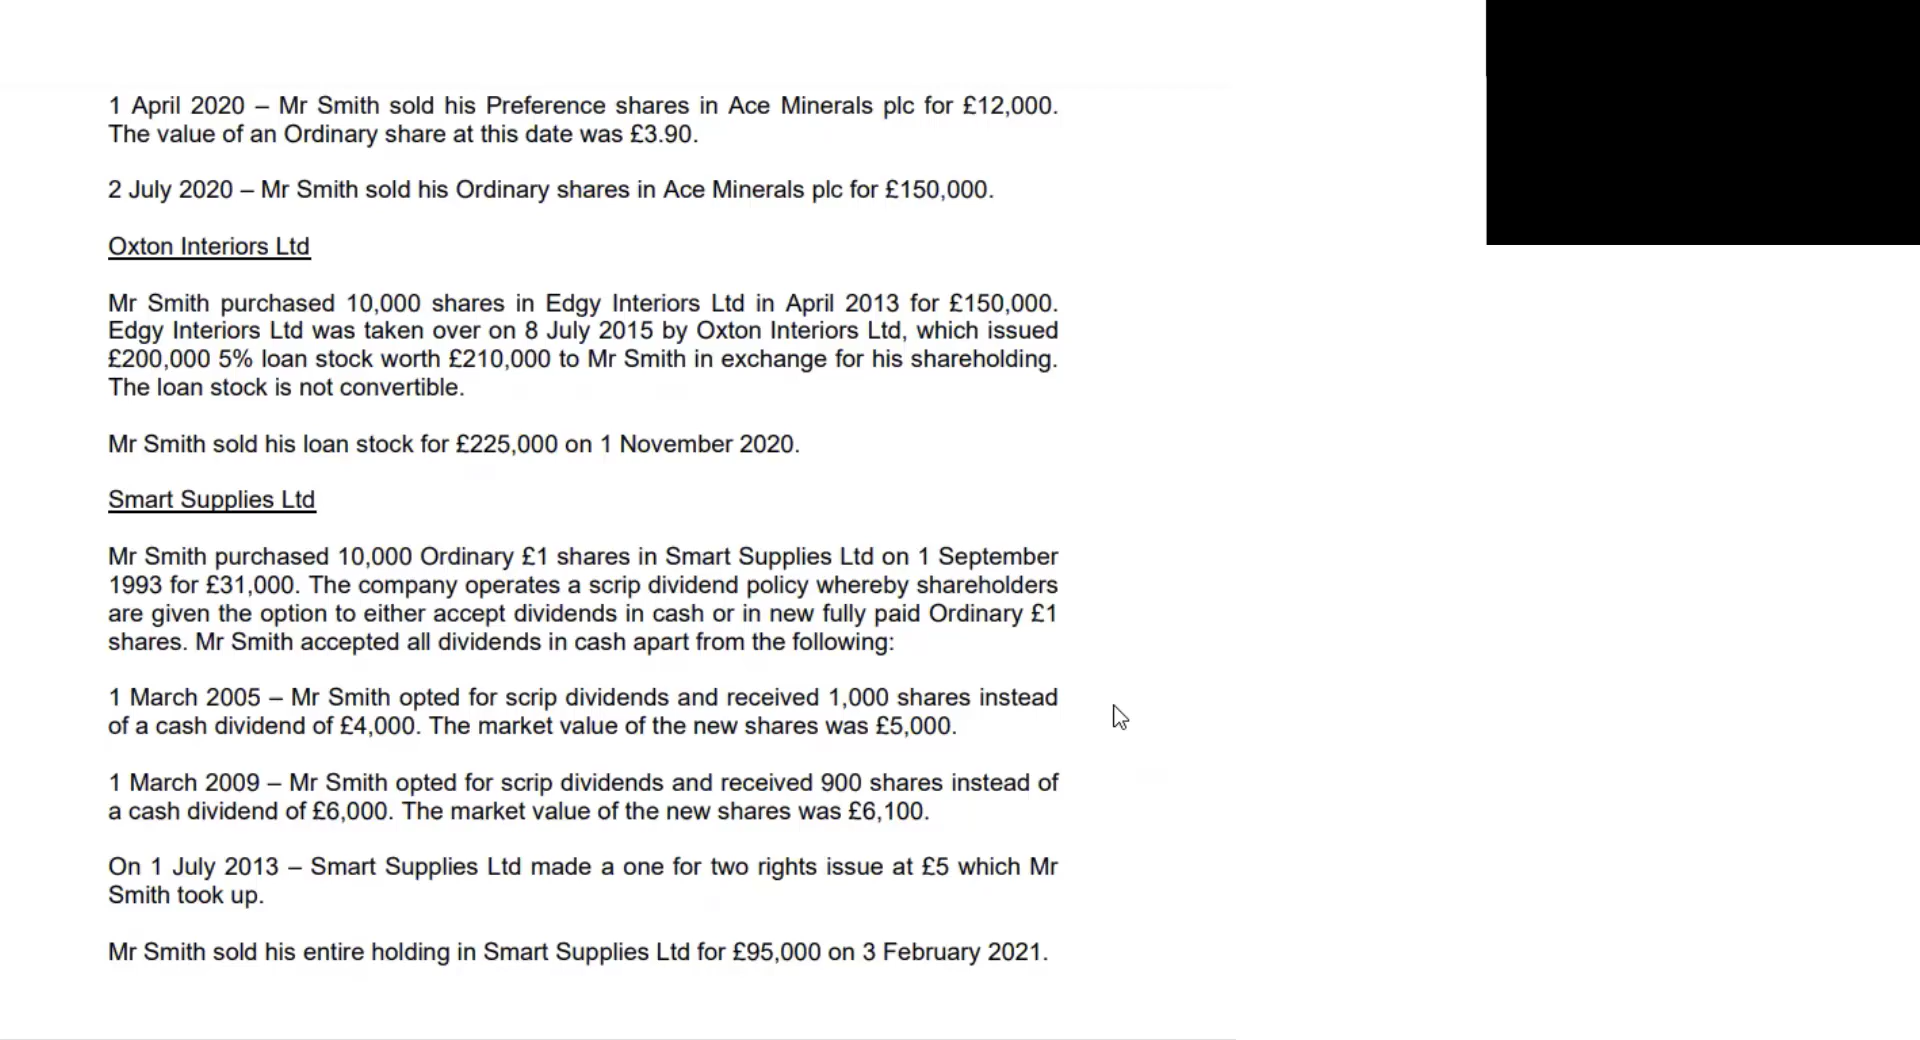 1 April 2020 – Mr Smith sold his Preference shares in Ace Minerals plc for £12,000.
The value of an Ordinary share at this date was £3.90.
2 July 2020 – Mr Smith sold his Ordinary shares in Ace Minerals plc for £150,000.
Oxton Interiors Ltd
Mr Smith purchased 10,000 shares in Edgy Interiors Ltd in April 2013 for £150,000.
Edgy Interiors Ltd was taken over on 8 July 2015 by Oxton Interiors Ltd, which issued
£200,000 5% loan stock worth £210,000 to Mr Smith in exchange for his shareholding.
The loan stock is not convertible.
Mr Smith sold his loan stock for £225,000 on 1 November 2020.
Smart Supplies Ltd
Mr Smith purchased 10,000 Ordinary £1 shares in Smart Supplies Ltd on 1 September
1993 for £31,000. The company operates a scrip dividend policy whereby shareholders
are given the option to either accept dividends in cash or in new fully paid Ordinary £1
shares. Mr Smith accepted all dividends in cash apart from the following:
1 March 2005 – Mr Smith opted for scrip dividends and received 1,000 shares instead
of a cash dividend of £4,000. The market value of the new shares was £5,000.
1 March 2009 – Mr Smith opted for scrip dividends and received 900 shares instead of
a cash dividend of £6,000. The market value of the new shares was £6,100.
On 1 July 2013 – Smart Supplies Ltd made a one for two rights issue at £5 which Mr
Smith took up.
Mr Smith sold his entire holding in Smart Supplies Ltd for £95,000 on 3 February 2021.